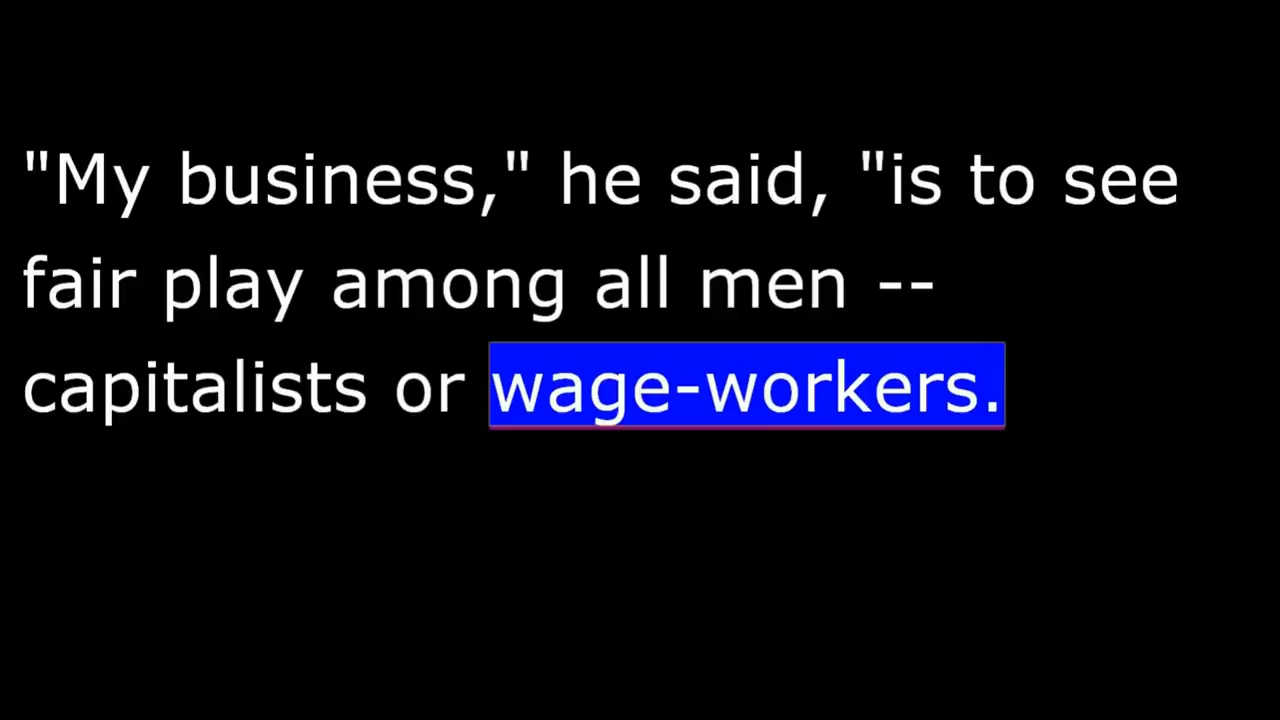 "My business," he said, "is to see
fair play among all men --
capitalists or wage-workers.